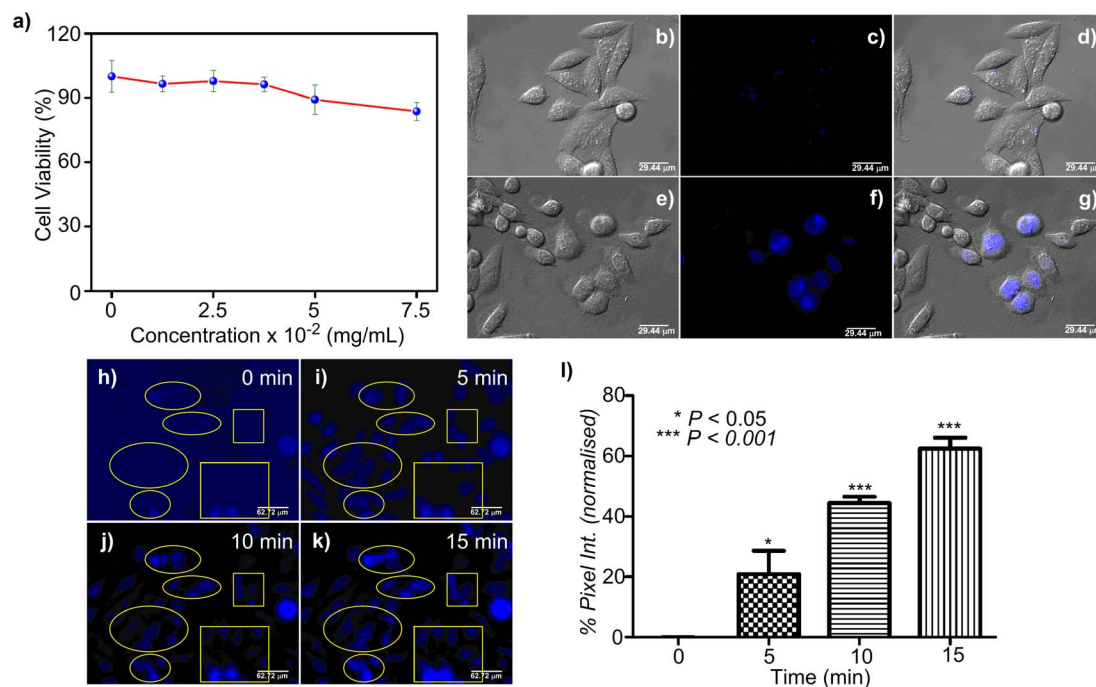 a)
120
90
60
30
0
Cell Viability (%)
0 2.5 5 7.5
Concentration x 10⁻² (mg/mL)
b)
29.44 µm
c)
29.44 µm
d)
29.44 µm
e)
29.44 µm
f)
29.44 µm
g)
29.44 µm
h) 0 min
62.72 µm
i) 5 min
62.72 µm
j) 10 min
62.72 µm
k) 15 min
62.72 µm
l)
80
60
40
20
0
% Pixel Int. (normalised)
* P < 0.05
*** P < 0.001
*
***
***
0 5 10 15
Time (min)